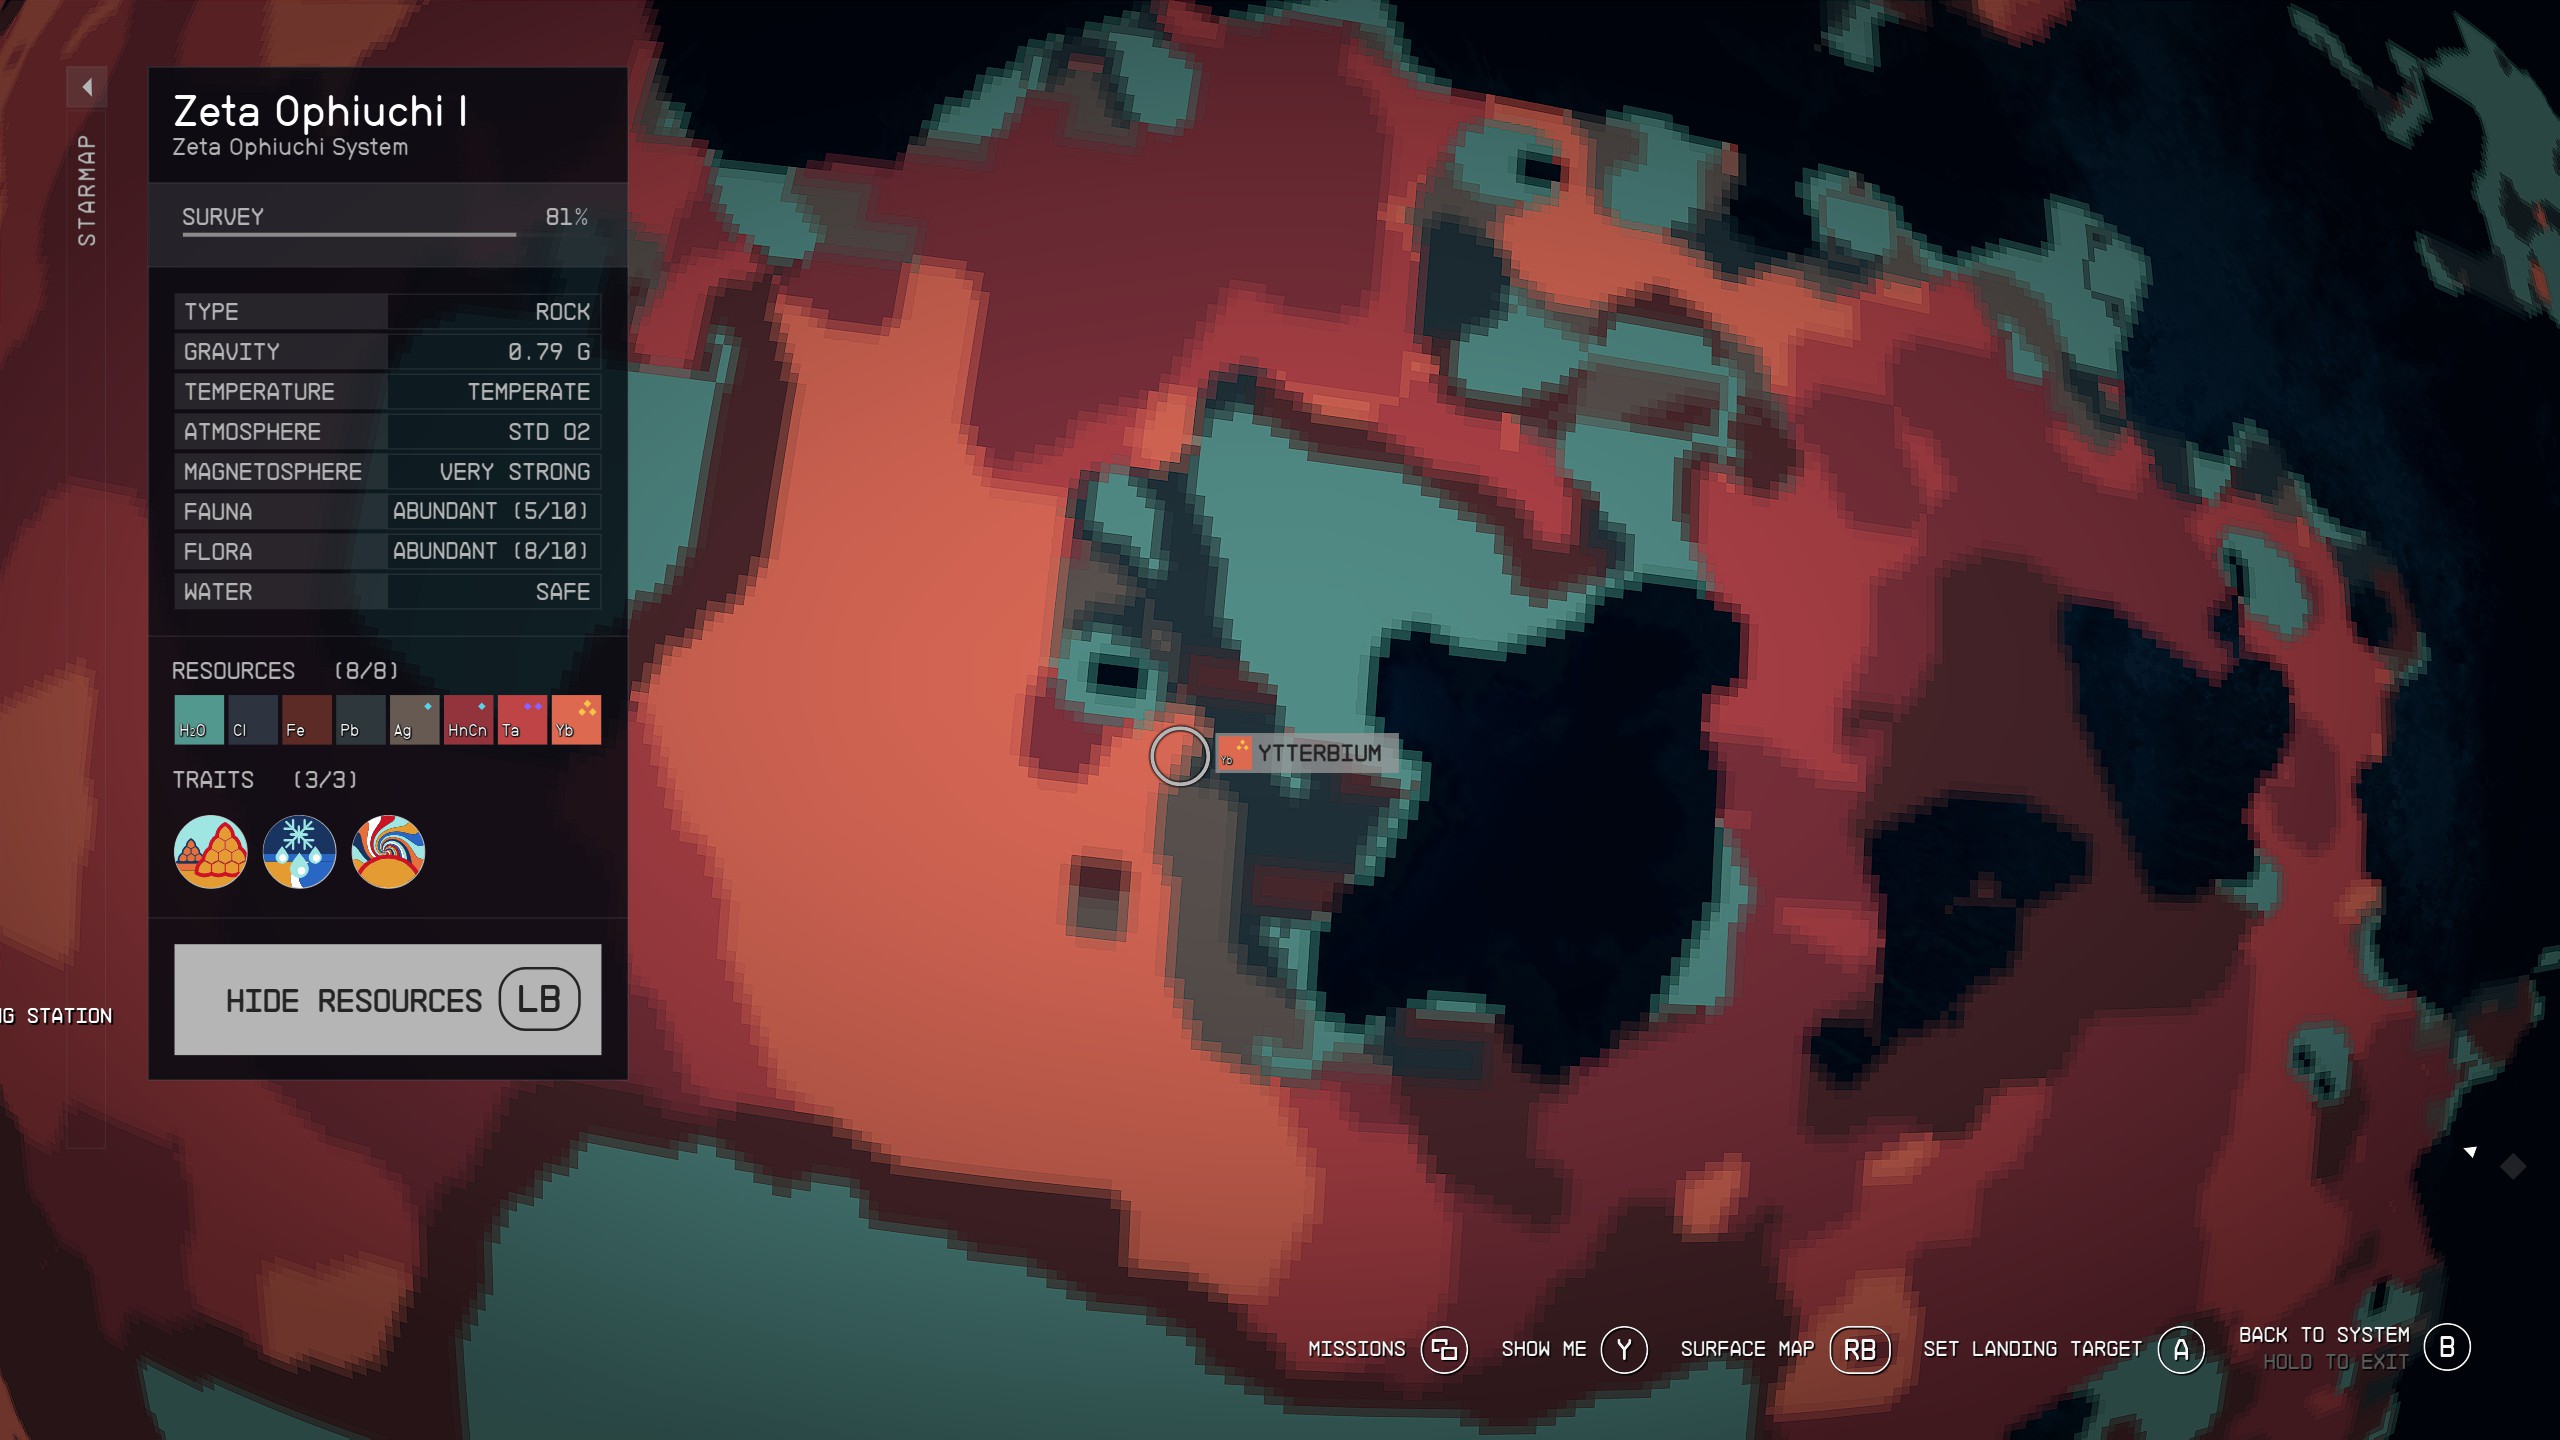 STARMAP
Zeta Ophiuchi I
Zeta Ophiuchi System
SURVEY 81%
TYPE ROCK
GRAVITY 0.79 G
TEMPERATURE TEMPERATE
ATMOSPHERE STD O2
MAGNETOSPHERE VERY STRONG
FAUNA ABUNDANT (5/10)
FLORA ABUNDANT (8/10)
WATER SAFE
RESOURCES (8/8)
H₂O Cl Fe Pb Ag HnCn Ta Yb
TRAITS (3/3)
HIDE RESOURCES LB
G STATION
Yb YTTERBIUM
MISSIONS SHOW ME Y SURFACE MAP RB SET LANDING TARGET A BACK TO SYSTEM B
HOLD TO EXIT